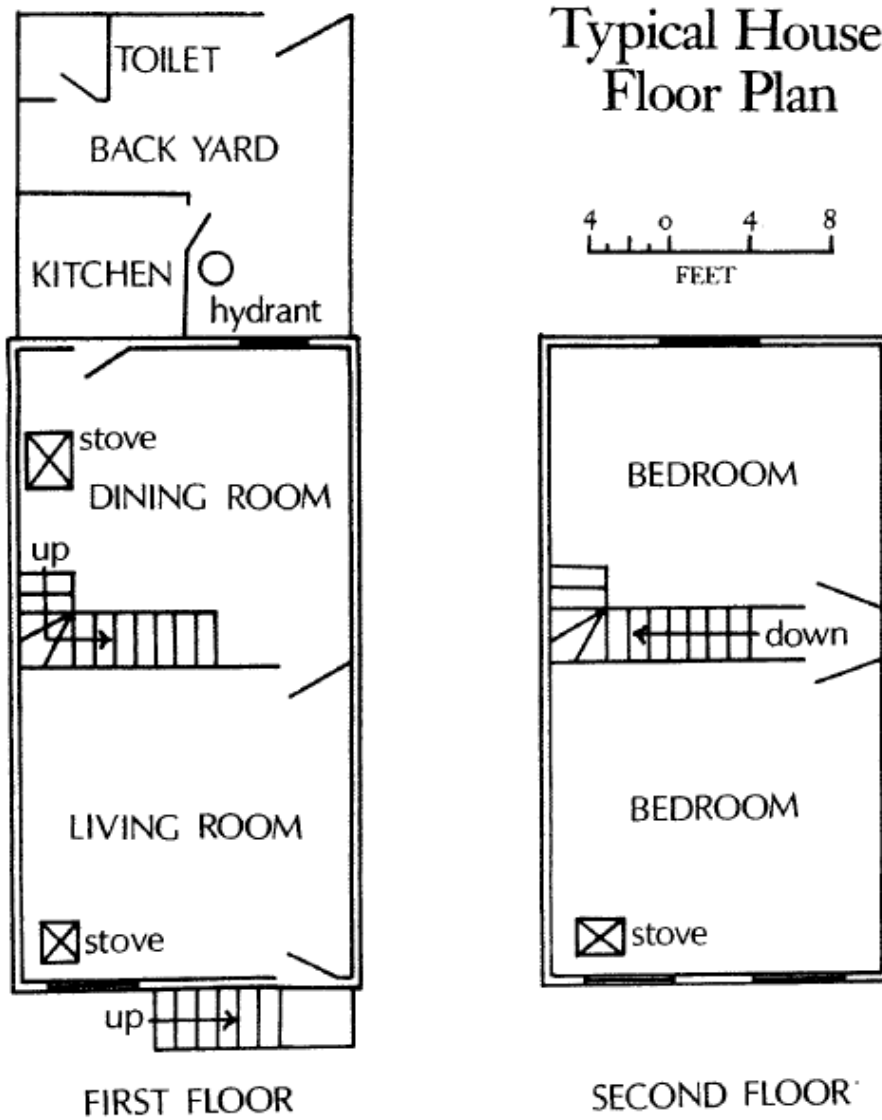 Typical House
Floor Plan
4 0 4 8
FEET
TOILET
BACK YARD
KITCHEN
hydrant
stove
DINING ROOM
up
LIVING ROOM
stove
up
FIRST FLOOR
BEDROOM
down
BEDROOM
stove
SECOND FLOOR